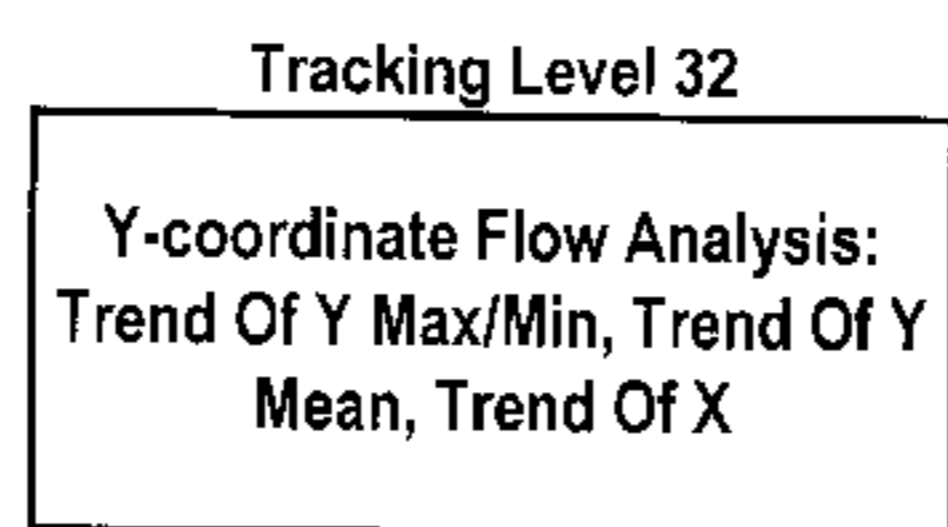 Tracking Level 32
Y-coordinate Flow Analysis:
Trend Of Y Max/Min, Trend Of Y
Mean, Trend Of X